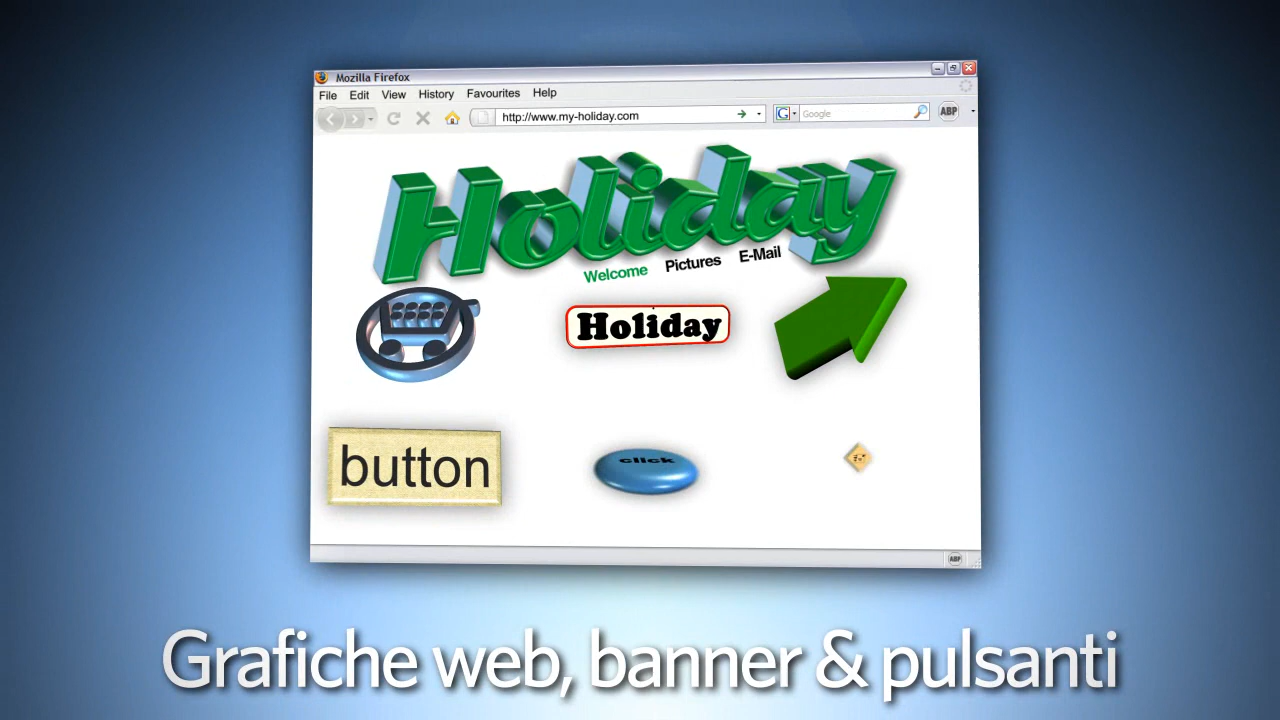 Mozilla Firefox
File Edit View History Favourites Help
http://www.my-holiday.com
G Google
ABP
Holiday
Welcome Pictures E-Mail
Holiday
button
click
ABP
Grafiche web, banner & pulsanti